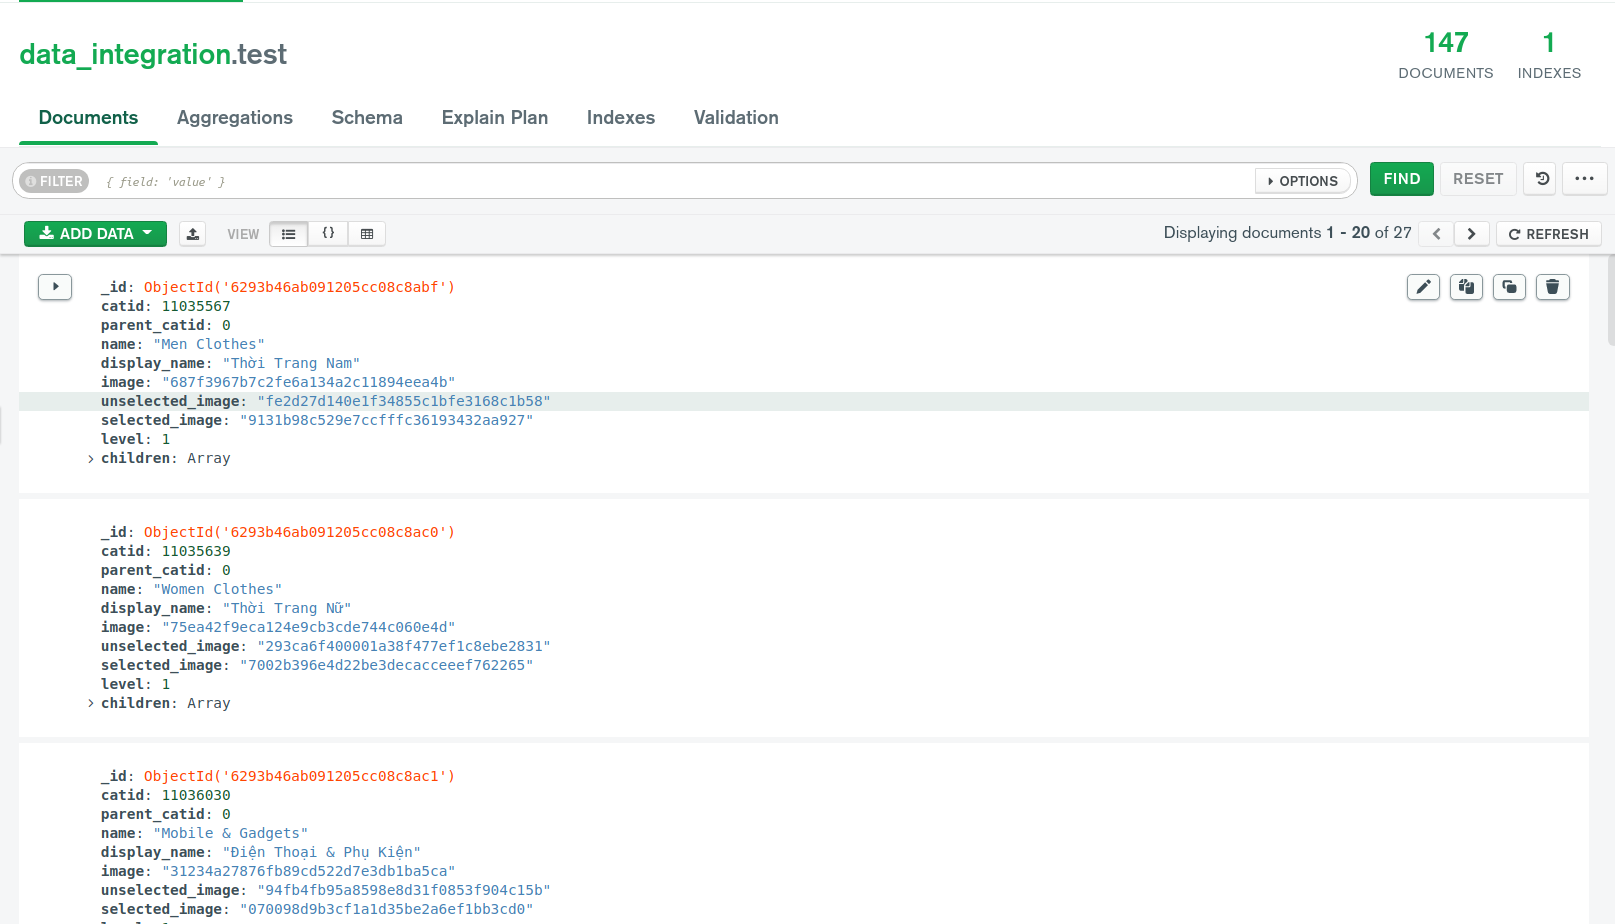 data_integration.test
147
DOCUMENTS
1
INDEXES
Documents Aggregations Schema Explain Plan Indexes Validation
FILTER { field: 'value' } OPTIONS FIND RESET
ADD DATA VIEW { } Displaying documents 1 - 20 of 27 < > REFRESH
_id: ObjectId('6293b46ab091205cc08c8abf')
catid: 11035567
parent_catid: 0
name: "Men Clothes"
display_name: "Thời Trang Nam"
image: "687f3967b7c2fe6a134a2c11894eea4b"
unselected_image: "fe2d27d140e1f34855c1bfe3168c1b58"
selected_image: "9131b98c529e7ccfffc36193432aa927"
level: 1
> children: Array
_id: ObjectId('6293b46ab091205cc08c8ac0')
catid: 11035639
parent_catid: 0
name: "Women Clothes"
display_name: "Thời Trang Nữ"
image: "75ea42f9eca124e9cb3cde744c060e4d"
unselected_image: "293ca6f400001a38f477ef1c8ebe2831"
selected_image: "7002b396e4d22be3decacceeef762265"
level: 1
> children: Array
_id: ObjectId('6293b46ab091205cc08c8ac1')
catid: 11036030
parent_catid: 0
name: "Mobile & Gadgets"
display_name: "Điện Thoại & Phụ Kiện"
image: "31234a27876fb89cd522d7e3db1ba5ca"
unselected_image: "94fb4fb95a8598e8d31f0853f904c15b"
selected_image: "070098d9b3cf1a1d35be2a6ef1bb3cd0"